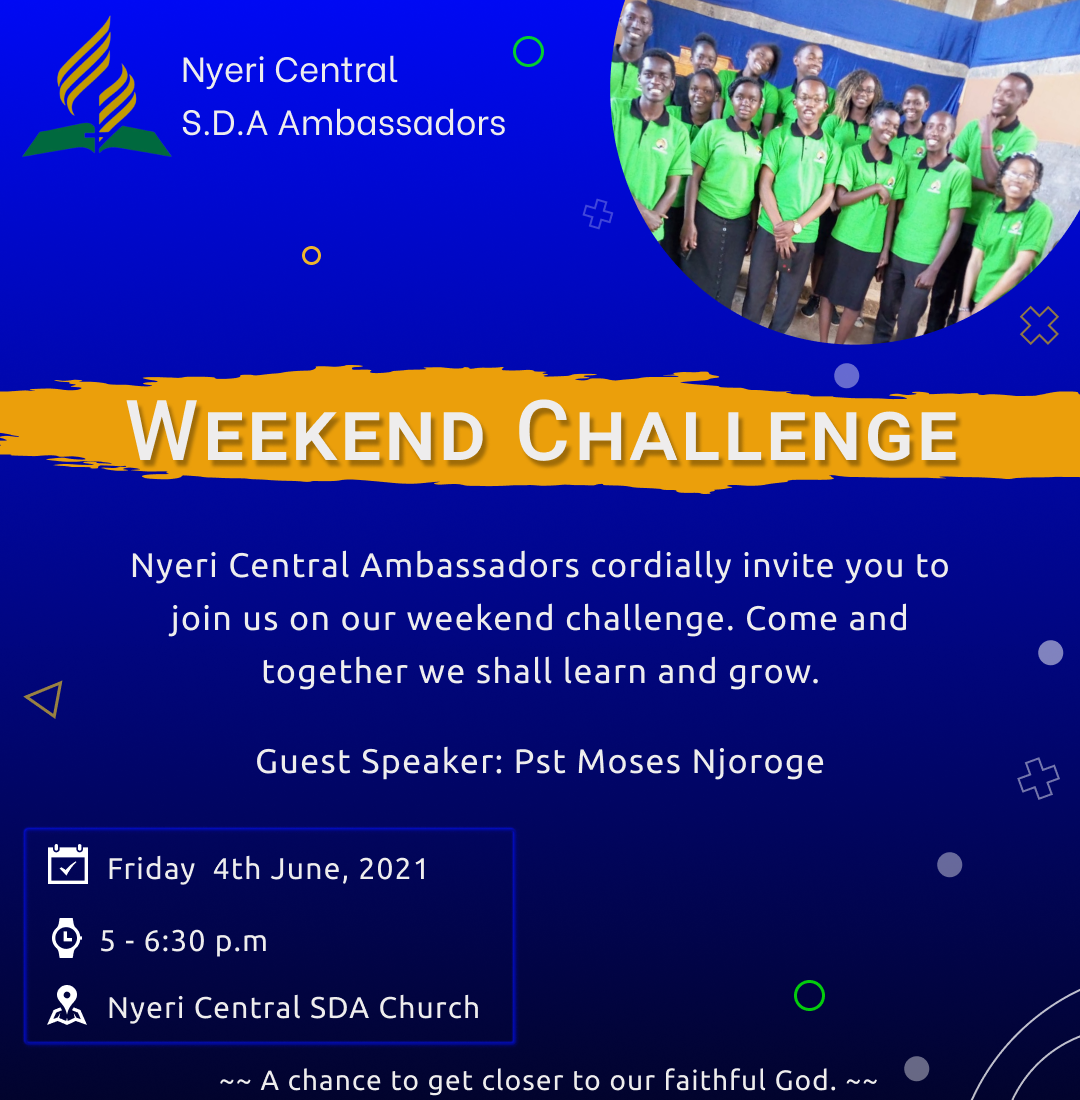 Nyeri Central
S.D.A Ambassadors
Weekend Challenge
Nyeri Central Ambassadors cordially invite you to
join us on our weekend challenge. Come and
together we shall learn and grow.
Guest Speaker: Pst Moses Njoroge
Friday 4th June, 2021
5 - 6:30 p.m
Nyeri Central SDA Church
~~ A chance to get closer to our faithful God. ~~